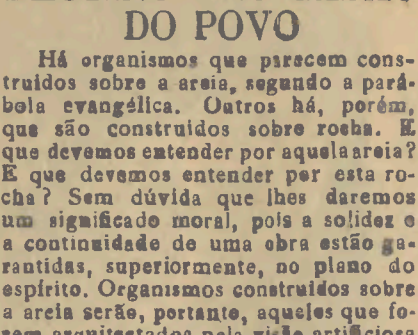 DO POVO
Há organismos que parecem cons-
truidos sobre a areia, segundo a pará-
bola evangélica. Outros há, porém,
que são construidos sobre rocha. E
que devemos entender por aquela areia?
E que devemos entender por esta ro-
cha? Sem dúvida que lhes daremos
um significado moral, pois a solidez e
a continuidade de uma obra estão ga-
rantidas, superiormente, no plano do
espírito. Organismos construidos sobre
a areia serão, portanto, aqueles que fo-